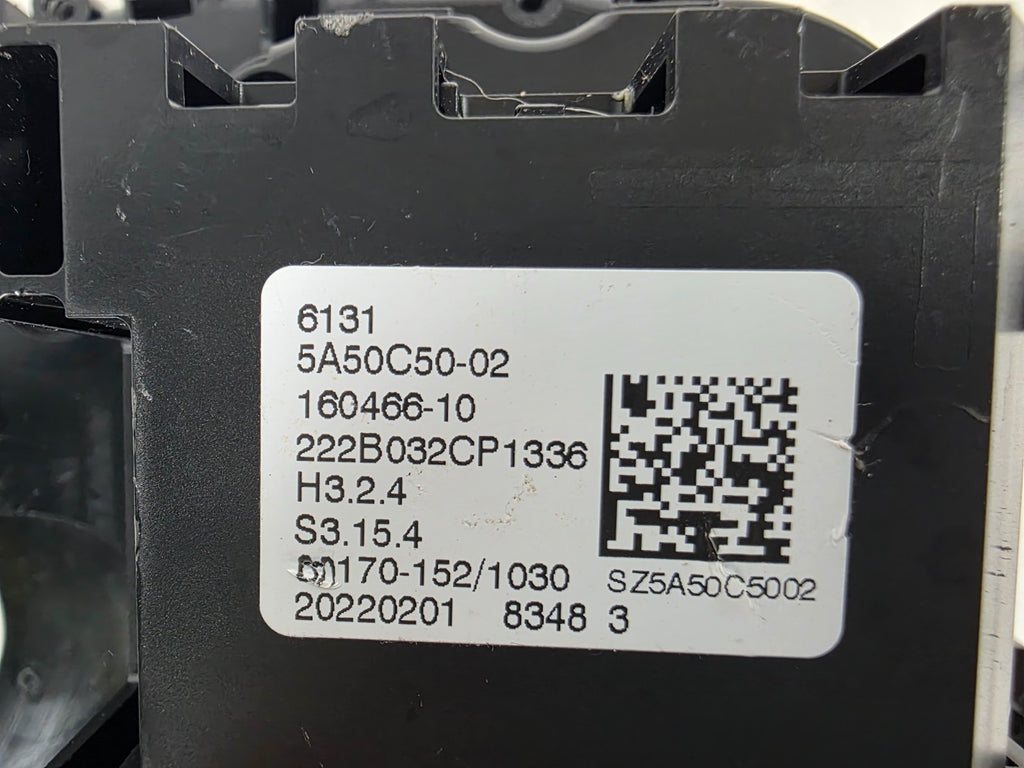 6131
5A50C50-02
160466-10
222B032CP1336
H3.2.4
S3.15.4
170-152/1030
SZ5A50C5002
20220201 8348 3